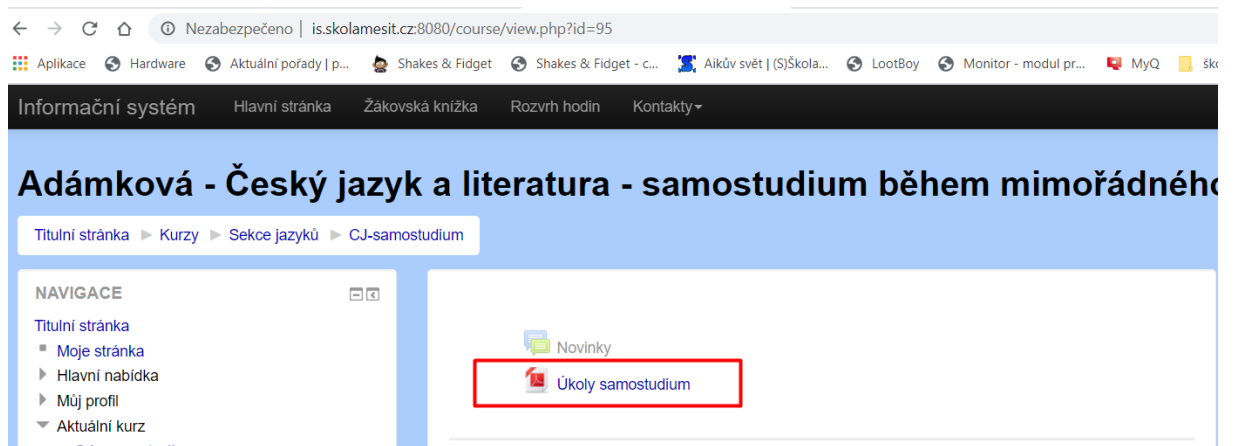 Nezabezpečeno | is.skolamesit.cz:8080/course/view.php?id=95
Aplikace Hardware Aktuální pořady | p... Shakes & Fidget Shakes & Fidget - c... Aikův svět | (S)Škola... LootBoy Monitor - modul pr... MyQ
Informační systém Hlavní stránka Žákovská knížka Rozvrh hodin Kontakty
Adámková - Český jazyk a literatura - samostudium během mimořádného
Titulní stránka Kurzy Sekce jazyků CJ-samostudium
NAVIGACE
Titulní stránka
Moje stránka
Hlavní nabídka
Můj profil
Aktuální kurz
Novinky
Úkoly samostudium